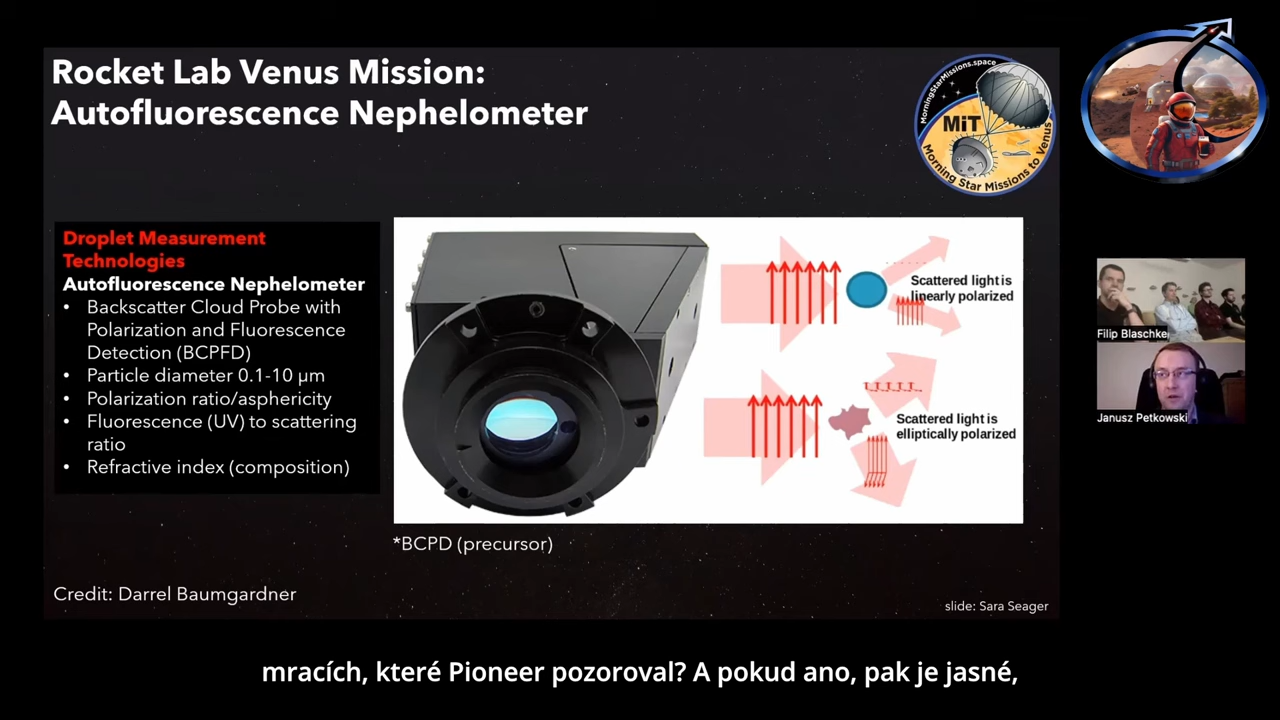 Rocket Lab Venus Mission:
Autofluorescence Nephelometer
MorningStarMissions.space
MiT
Morning Star Missions to Venus
Droplet Measurement
Technologies
Autofluorescence Nephelometer
• Backscatter Cloud Probe with
Polarization and Fluorescence
Detection (BCPFD)
• Particle diameter 0.1-10 µm
• Polarization ratio/asphericity
• Fluorescence (UV) to scattering
ratio
• Refractive index (composition)
Scattered light is
linearly polarized
Scattered light is
elliptically polarized
*BCPD (precursor)
Credit: Darrel Baumgardner
slide: Sara Seager
Filip Blaschke
Janusz Petkowski
mracích, které Pioneer pozoroval? A pokud ano, pak je jasné,